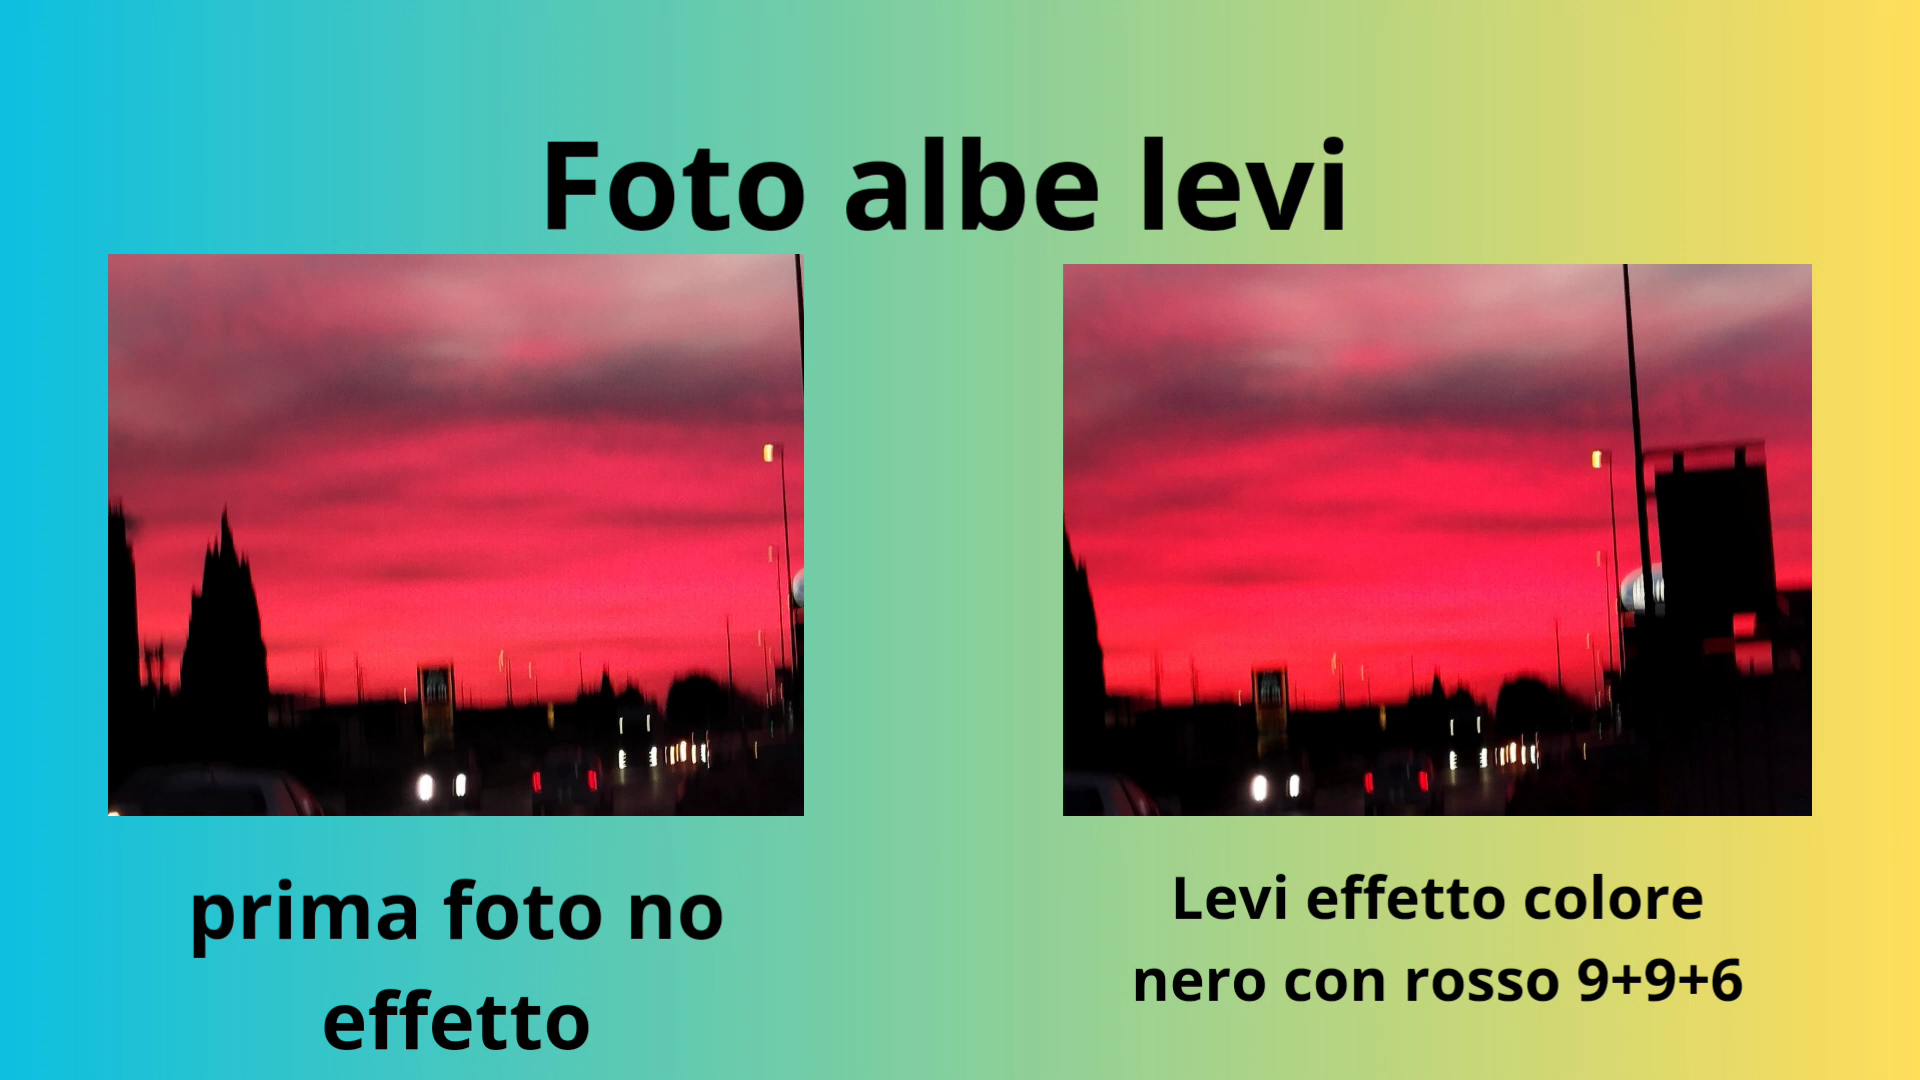 Foto albe levi
prima foto no
effetto
Levi effetto colore
nero con rosso 9+9+6